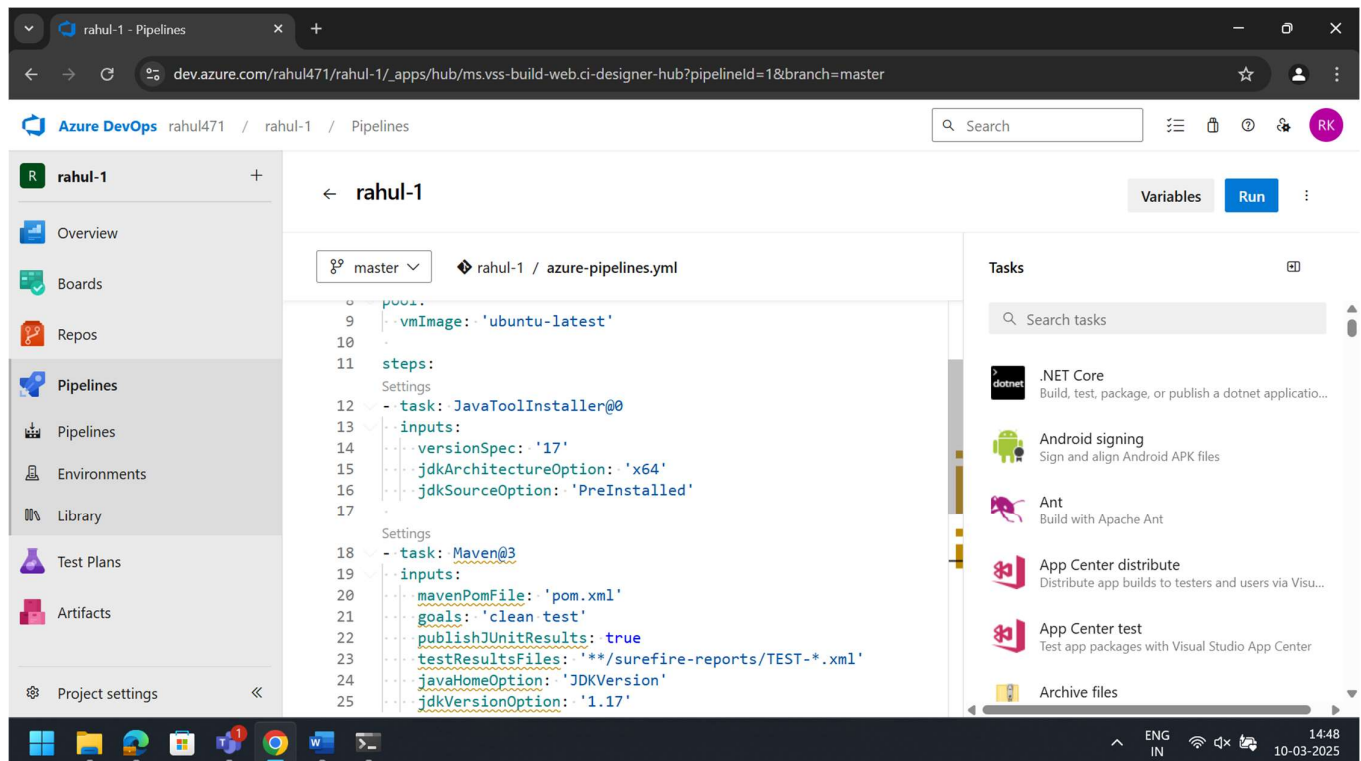 rahul-1 - Pipelines
dev.azure.com/rahul471/rahul-1/_apps/hub/ms.vss-build-web.ci-designer-hub?pipelineId=1&branch=master
Azure DevOps rahul471 / rahul-1 / Pipelines
Search
RK
R rahul-1
Overview
Boards
Repos
Pipelines
Pipelines
Environments
Library
Test Plans
Artifacts
Project settings
rahul-1
Variables
Run
master
rahul-1 / azure-pipelines.yml
8 pool:
9 vmImage: 'ubuntu-latest'
10
11 steps:
Settings
12 - task: JavaToolInstaller@0
13 inputs:
14 versionSpec: '17'
15 jdkArchitectureOption: 'x64'
16 jdkSourceOption: 'PreInstalled'
17
Settings
18 - task: Maven@3
19 inputs:
20 mavenPomFile: 'pom.xml'
21 goals: 'clean test'
22 publishJUnitResults: true
23 testResultsFiles: '**/surefire-reports/TEST-*.xml'
24 javaHomeOption: 'JDKVersion'
25 jdkVersionOption: '1.17'
Tasks
Search tasks
dotnet
.NET Core
Build, test, package, or publish a dotnet applicatio...
Android signing
Sign and align Android APK files
Ant
Build with Apache Ant
App Center distribute
Distribute app builds to testers and users via Visu...
App Center test
Test app packages with Visual Studio App Center
Archive files
1
ENG
IN
14:48
10-03-2025